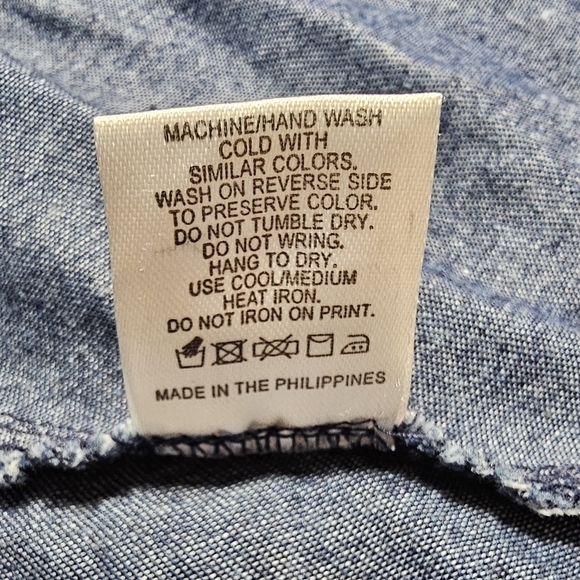 MACHINE/HAND WASH
COLD WITH
SIMILAR COLORS.
WASH ON REVERSE SIDE
TO PRESERVE COLOR.
DO NOT TUMBLE DRY.
DO NOT WRING.
HANG TO DRY.
USE COOL/MEDIUM
HEAT IRON.
DO NOT IRON ON PRINT.
MADE IN THE PHILIPPINES